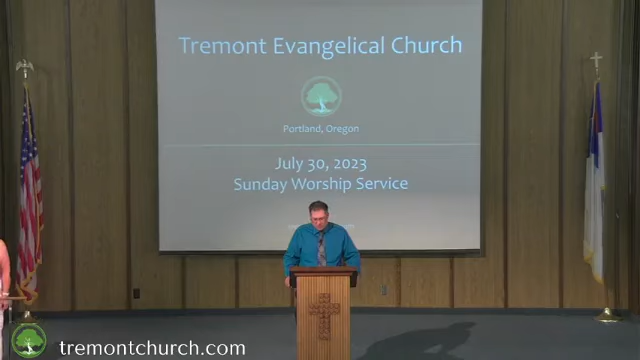 Tremont Evangelical Church
Portland, Oregon
July 30, 2023
Sunday Worship Service
tremontchurch.com